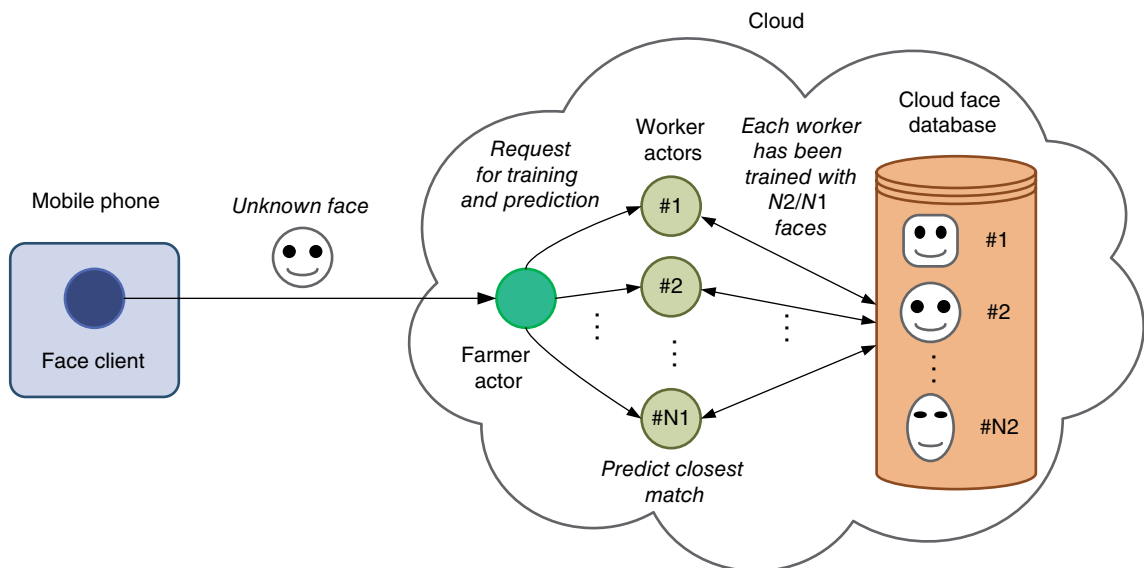 Cloud
Mobile phone
Unknown face
Face client
Request
for training
and prediction
Farmer
actor
Worker
actors
#1
#2
#N1
Predict closest
match
Each worker
has been
trained with
N2/N1
faces
Cloud face
database
#1
#2
#N2